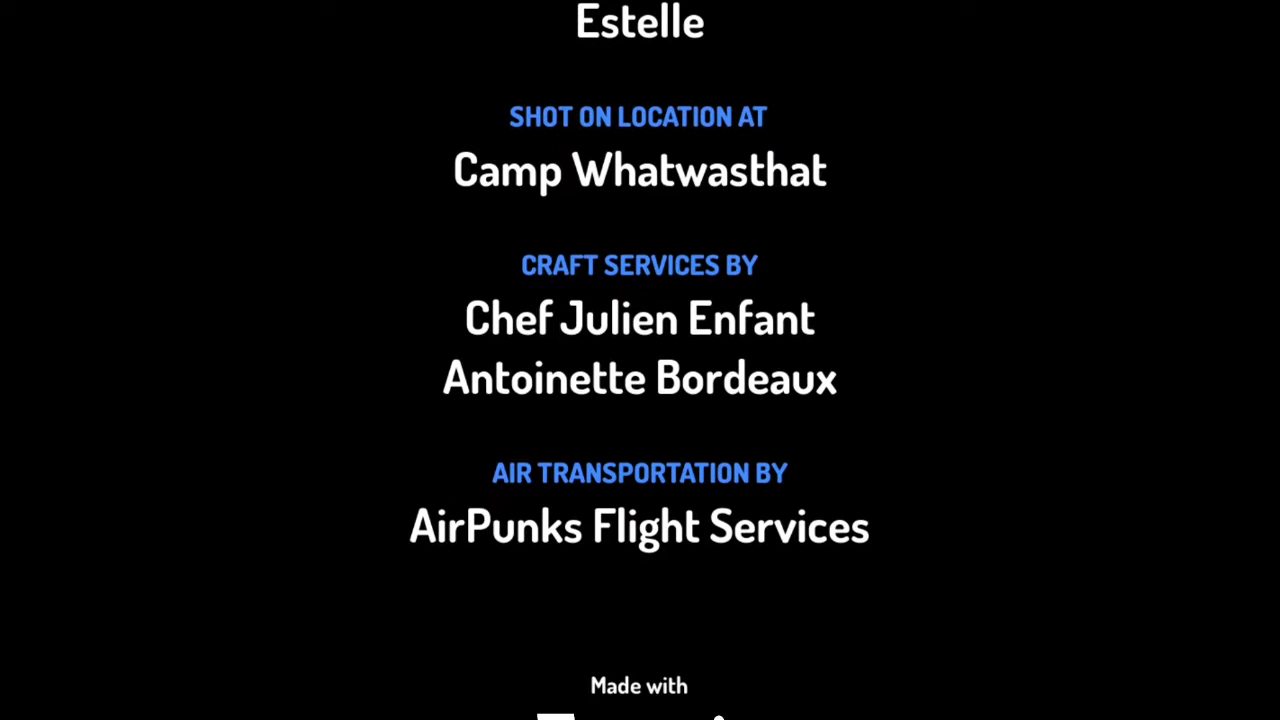 Estelle
SHOT ON LOCATION AT
Camp Whatwasthat
CRAFT SERVICES BY
Chef Julien Enfant
Antoinette Bordeaux
AIR TRANSPORTATION BY
AirPunks Flight Services
Made with